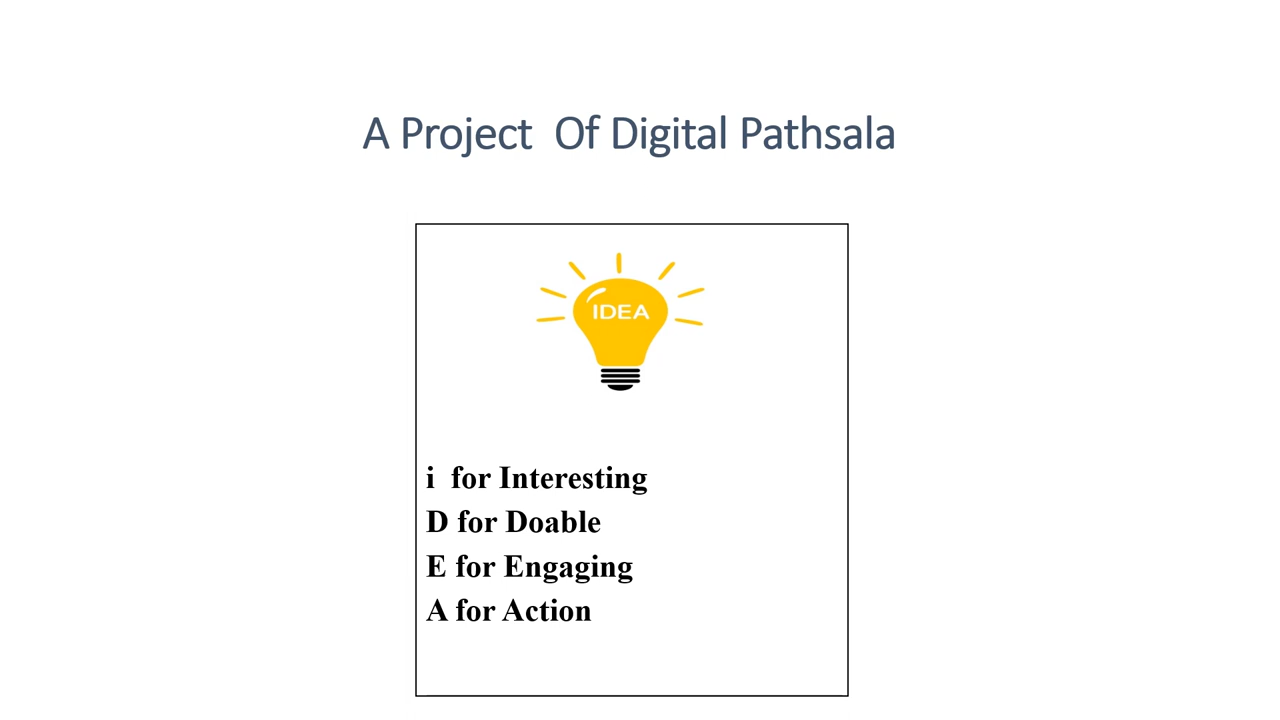 A Project  Of Digital Pathsala
IDEA
i  for Interesting
D for Doable
E for Engaging
A for Action